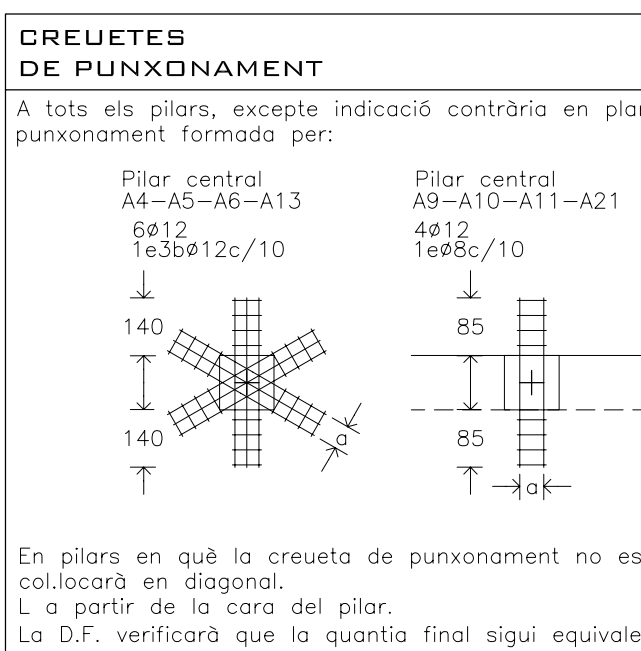 CREUETES
DE PUNXONAMENT
A tots els pilars, excepte indicació contrària en
punxonament formada per:
Pilar central
A4-A5-A6-A13
6ø12
1e3bø12c/10
140
140
a
Pilar central
A9-A10-A11-A21
4ø12
1eø8c/10
85
85
a
En pilars en què la creueta de punxonament no
col.locarà en diagonal.
L a partir de la cara del pilar.
La D.F. verificarà que la quantia final sigui